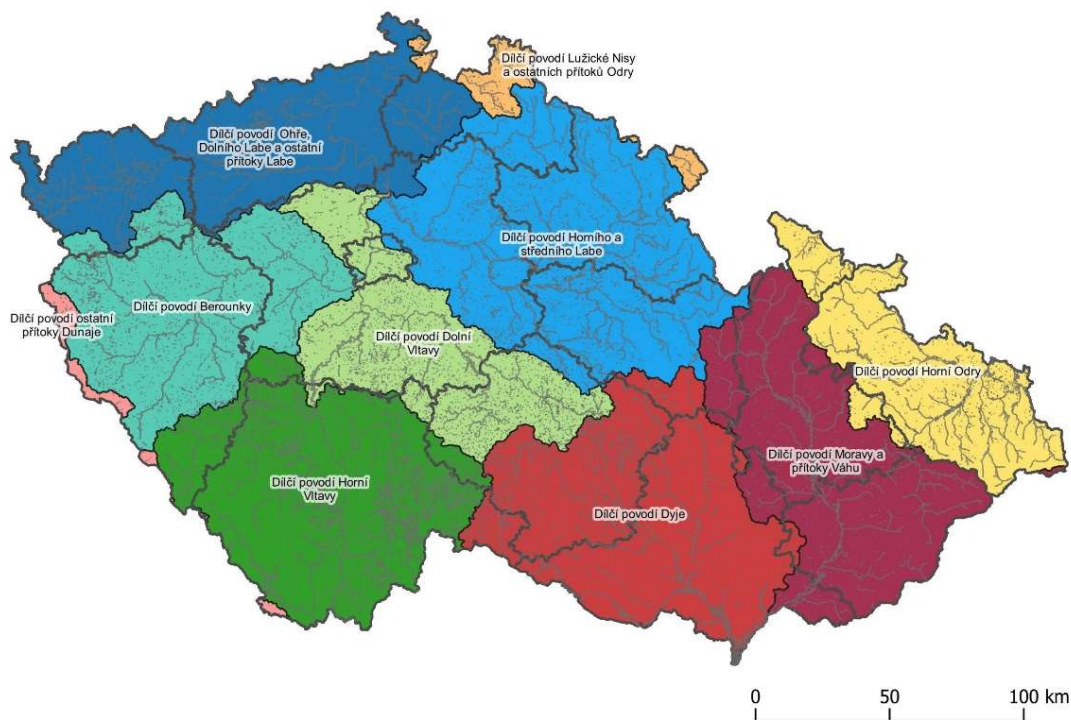 Dílčí povodí Lužické Nisy
a ostatních přítoků Odry
Dílčí povodí Ohře,
Dolního Labe a ostatní
přítoky Labe
Dílčí povodí Horního a
středního Labe
Dílčí povodí Berounky
Dílčí povodí ostatní
přítoky Dunaje
Dílčí povodí Dolní
Vltavy
Dílčí povodí Horní Odry
Dílčí povodí Moravy a
přítoky Váhu
Dílčí povodí Horní
Vltavy
Dílčí povodí Dyje
0 50 100 km